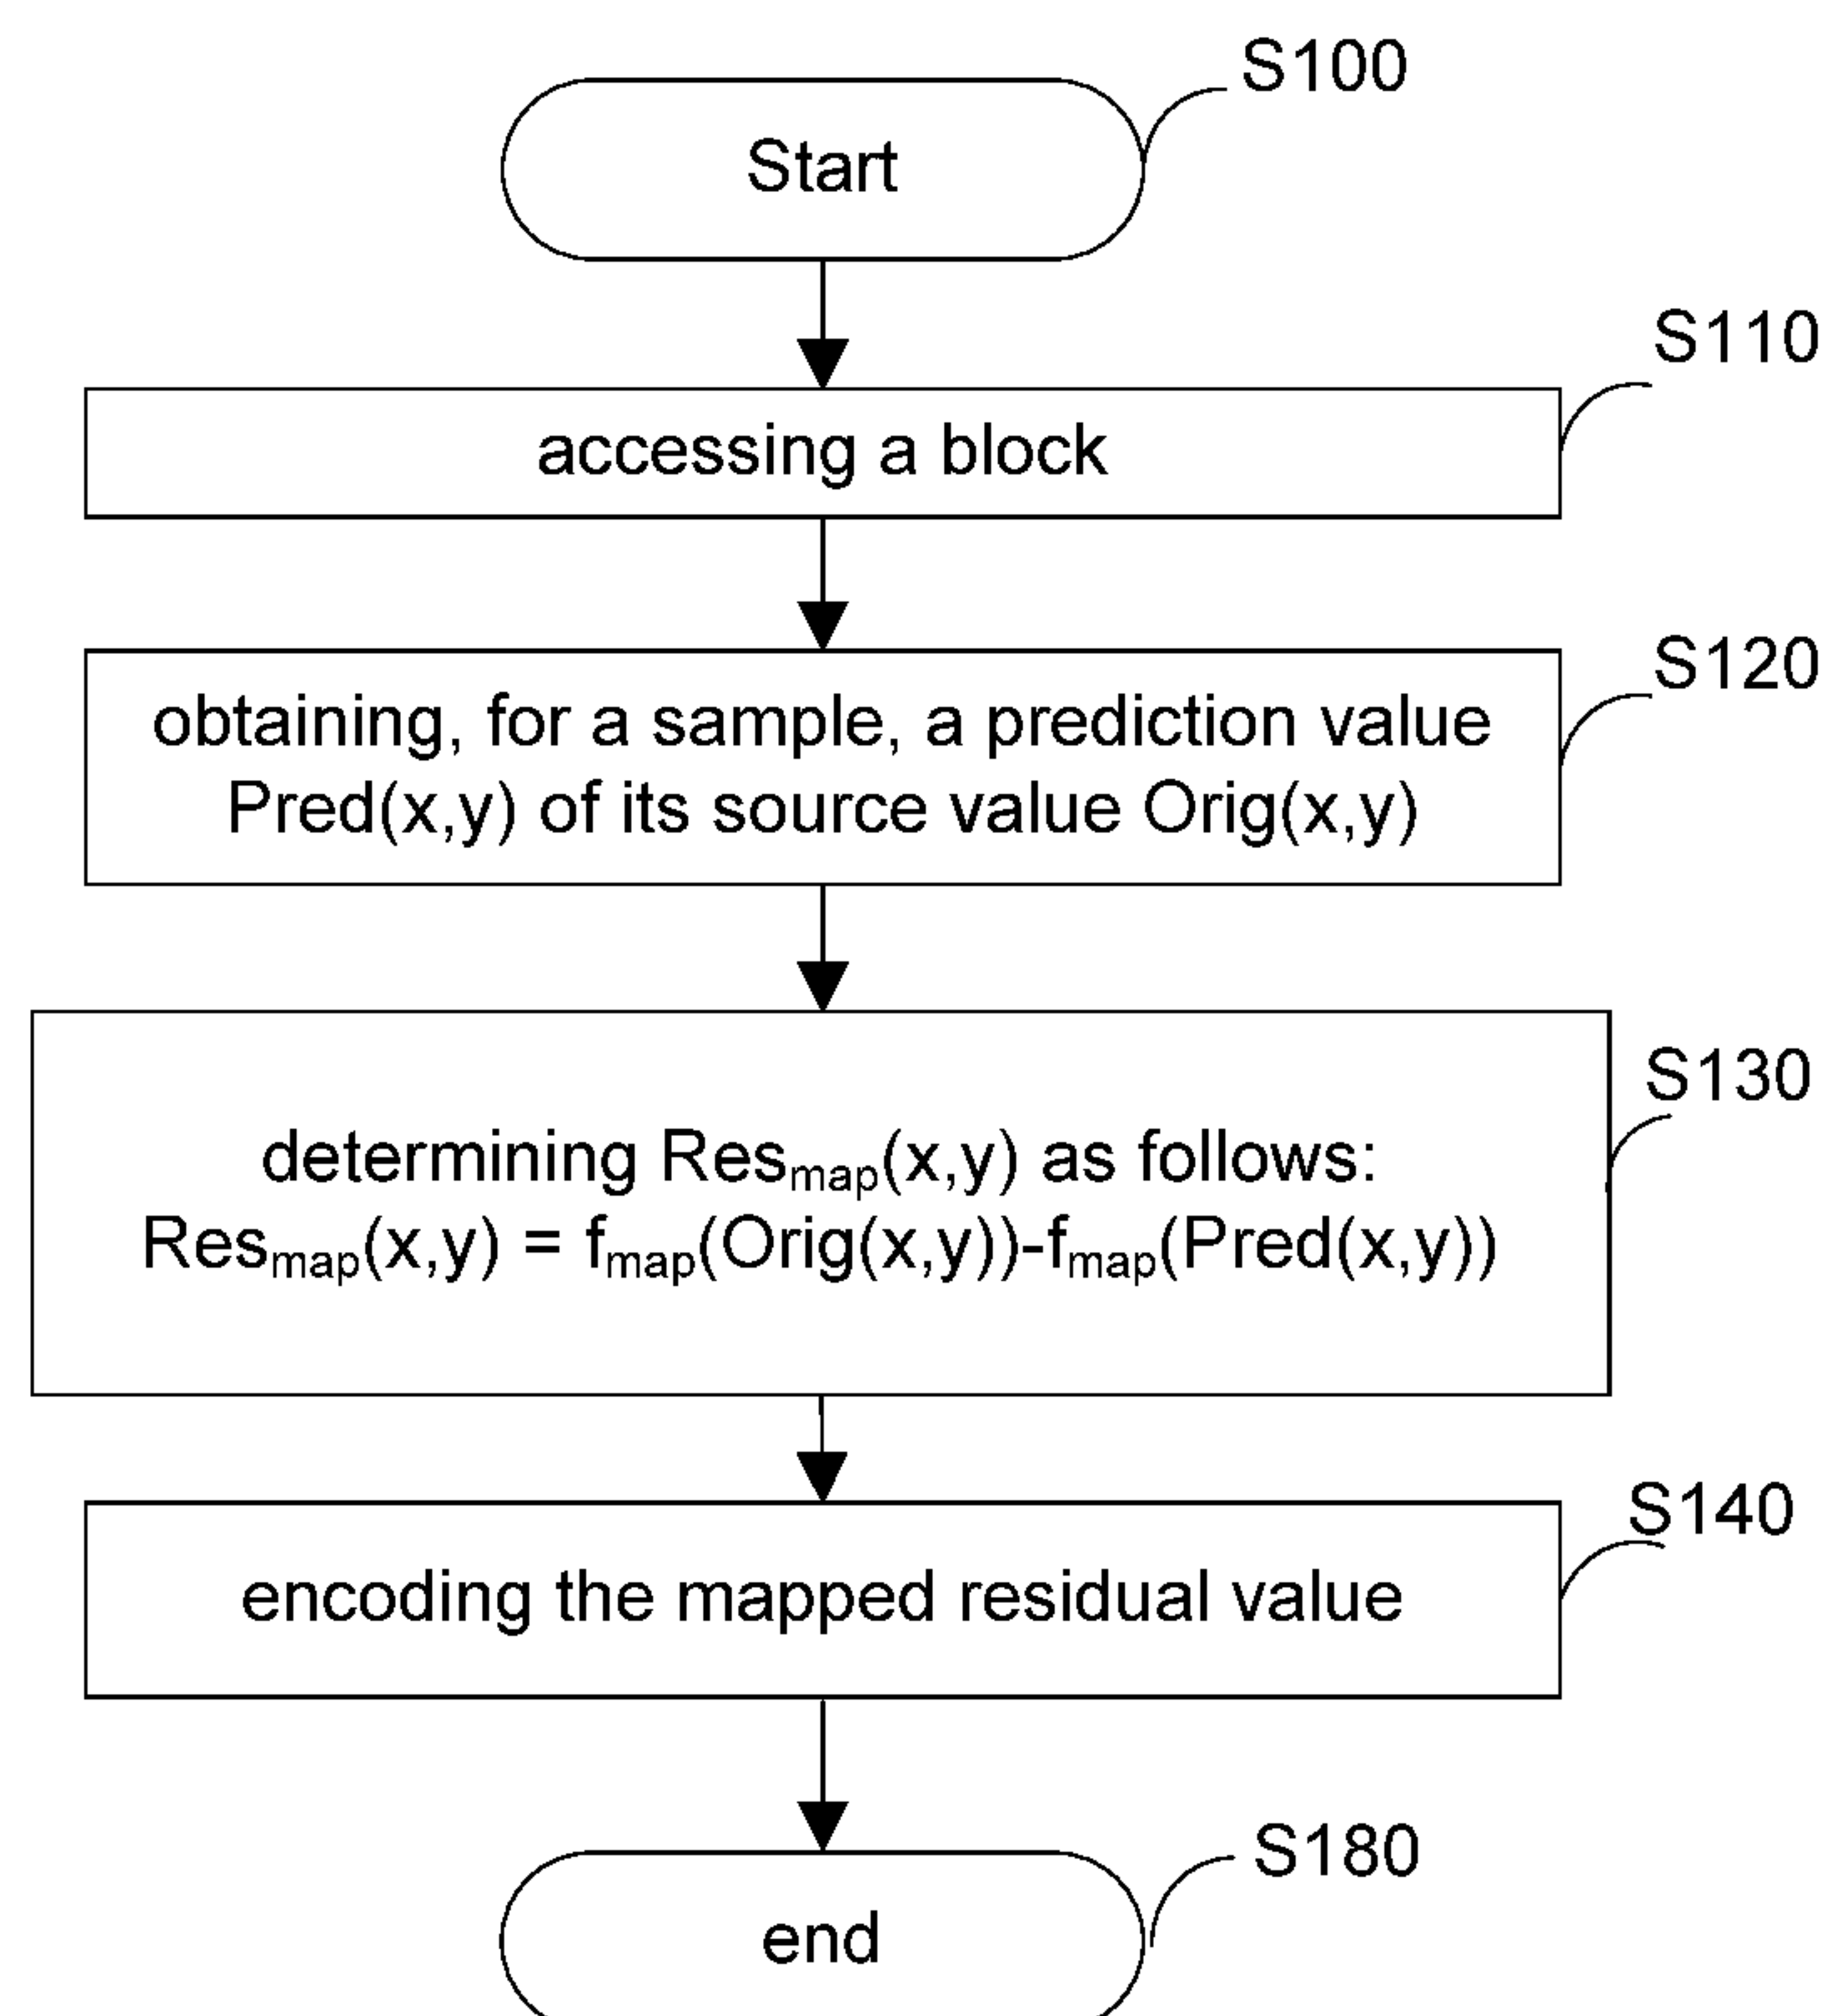 S100
Start
S110
accessing a block
S120
obtaining, for a sample, a prediction value
Pred(x,y) of its source value Orig(x,y)
S130
determining Resmap(x,y) as follows:
Resmap(x,y) = fmap(Orig(x,y))-fmap(Pred(x,y))
S140
encoding the mapped residual value
S180
end